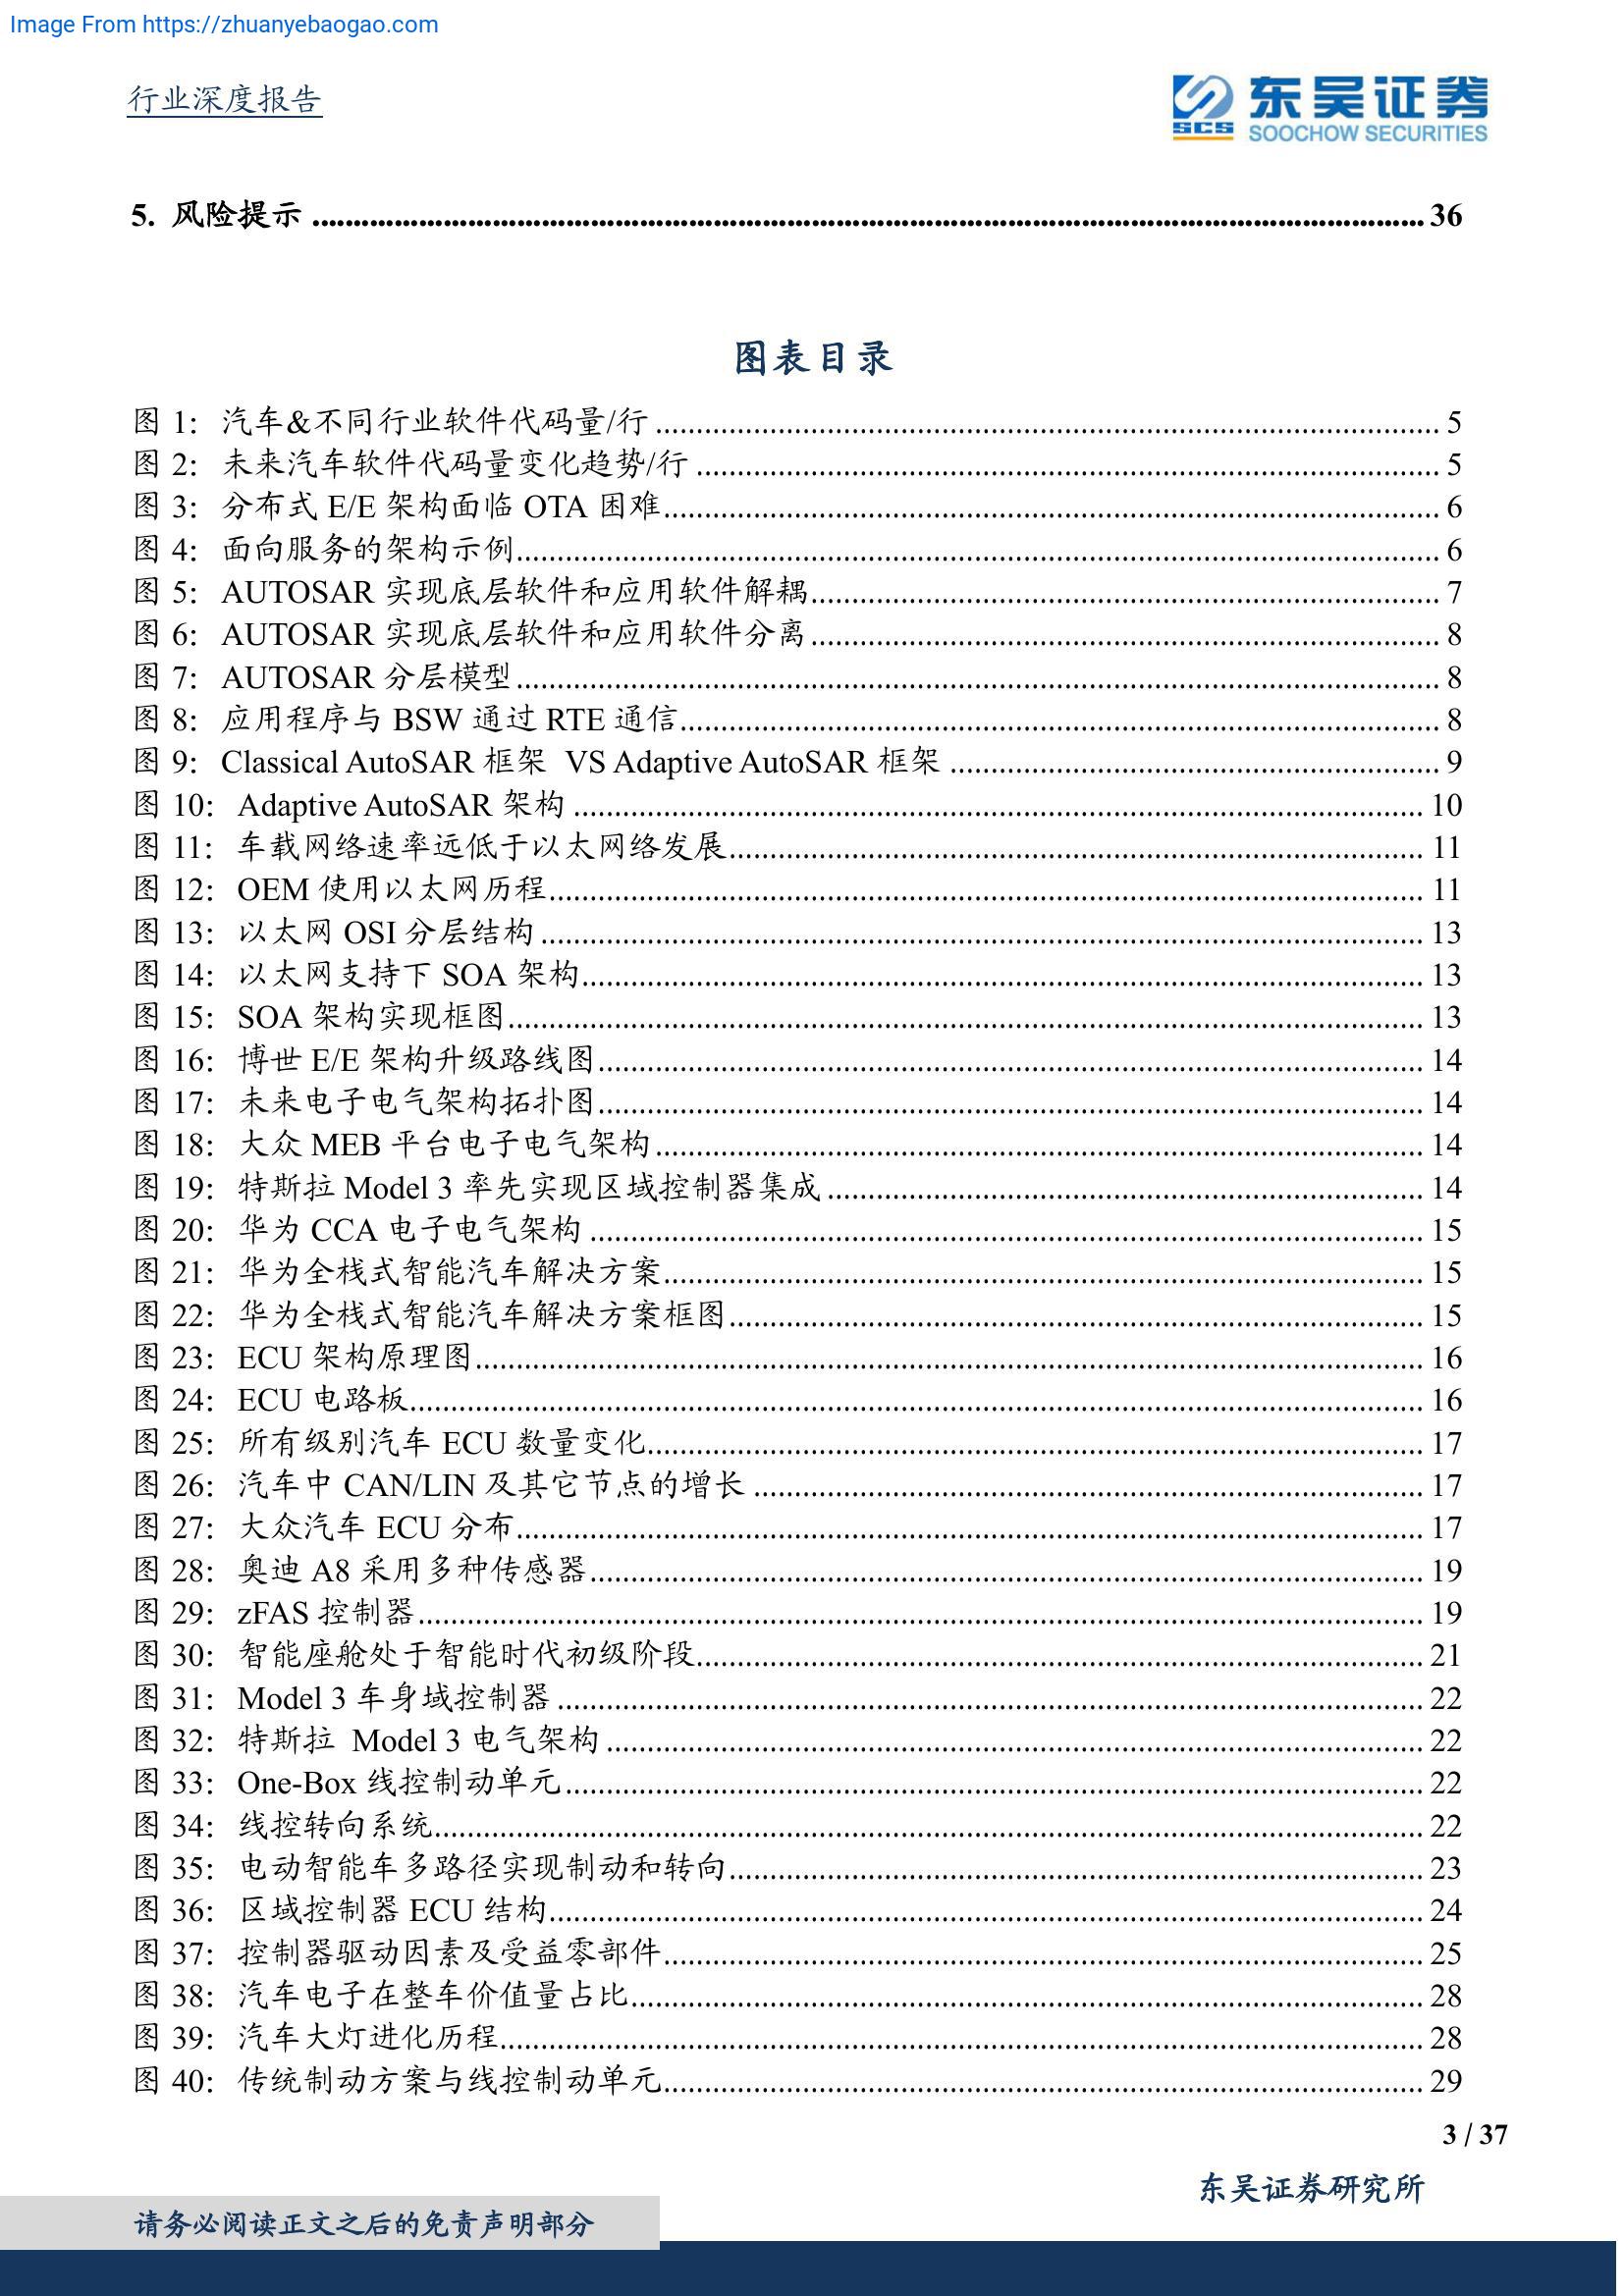 Image From https://zhuanyebaogao.com
行业深度报告
SCS 东吴证券
SOOCHOW SECURITIES
5. 风险提示 ........ 36
图表目录
图 1: 汽车&不同行业软件代码量/行 ........ 5
图 2: 未来汽车软件代码量变化趋势/行 ........ 5
图 3: 分布式 E/E 架构面临 OTA 困难 ........ 6
图 4: 面向服务的架构示例 ........ 6
图 5: AUTOSAR 实现底层软件和应用软件解耦 ........ 7
图 6: AUTOSAR 实现底层软件和应用软件分离 ........ 8
图 7: AUTOSAR 分层模型 ........ 8
图 8: 应用程序与 BSW 通过 RTE 通信 ........ 8
图 9: Classical AutoSAR 框架 VS Adaptive AutoSAR 框架 ........ 9
图 10: Adaptive AutoSAR 架构 ........ 10
图 11: 车载网络速率远低于以太网络发展 ........ 11
图 12: OEM 使用以太网历程 ........ 11
图 13: 以太网 OSI 分层结构 ........ 13
图 14: 以太网支持下 SOA 架构 ........ 13
图 15: SOA 架构实现框图 ........ 13
图 16: 博世 E/E 架构升级路线图 ........ 14
图 17: 未来电子电气架构拓扑图 ........ 14
图 18: 大众 MEB 平台电子电气架构 ........ 14
图 19: 特斯拉 Model 3 率先实现区域控制器集成 ........ 14
图 20: 华为 CCA 电子电气架构 ........ 15
图 21: 华为全栈式智能汽车解决方案 ........ 15
图 22: 华为全栈式智能汽车解决方案框图 ........ 15
图 23: ECU 架构原理图 ........ 16
图 24: ECU 电路板 ........ 16
图 25: 所有级别汽车 ECU 数量变化 ........ 17
图 26: 汽车中 CAN/LIN 及其它节点的增长 ........ 17
图 27: 大众汽车 ECU 分布 ........ 17
图 28: 奥迪 A8 采用多种传感器 ........ 19
图 29: zFAS 控制器 ........ 19
图 30: 智能座舱处于智能时代初级阶段 ........ 21
图 31: Model 3 车身域控制器 ........ 22
图 32: 特斯拉 Model 3 电气架构 ........ 22
图 33: One-Box 线控制动单元 ........ 22
图 34: 线控转向系统 ........ 22
图 35: 电动智能车多路径实现制动和转向 ........ 23
图 36: 区域控制器 ECU 结构 ........ 24
图 37: 控制器驱动因素及受益零部件 ........ 25
图 38: 汽车电子在整车价值量占比 ........ 28
图 39: 汽车大灯进化历程 ........ 28
图 40: 传统制动方案与线控制动单元 ........ 29
3 / 37
东吴证券研究所
请务必阅读正文之后的免责声明部分